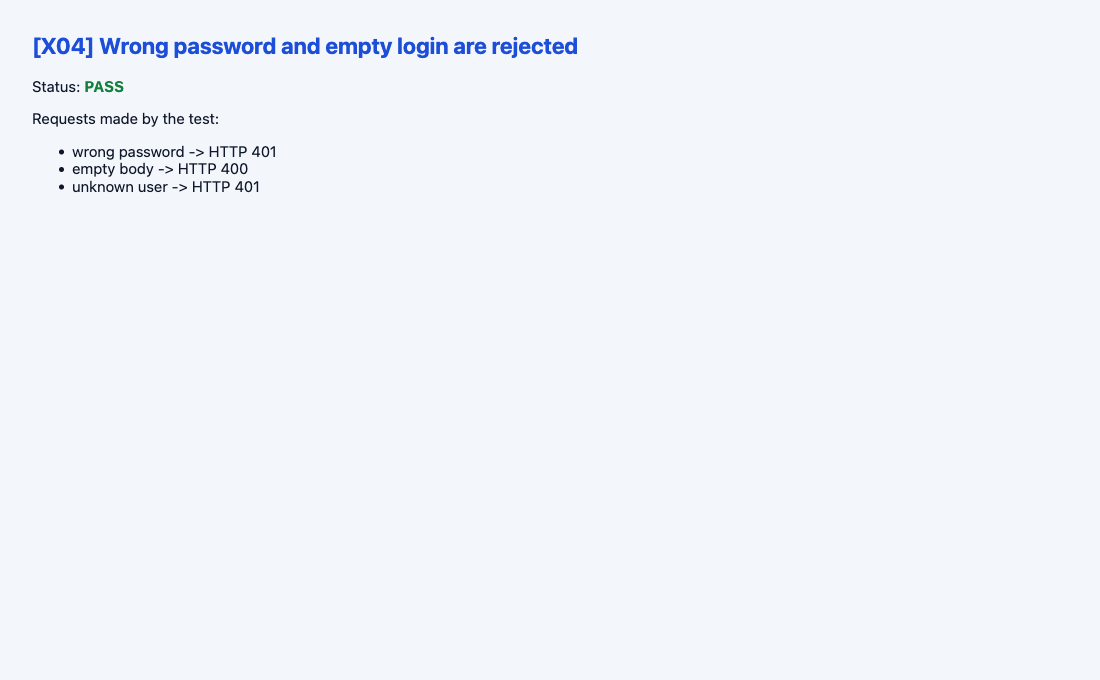 [X04] Wrong password and empty login are rejected
Status: PASS
Requests made by the test:
• wrong password -> HTTP 401
• empty body -> HTTP 400
• unknown user -> HTTP 401